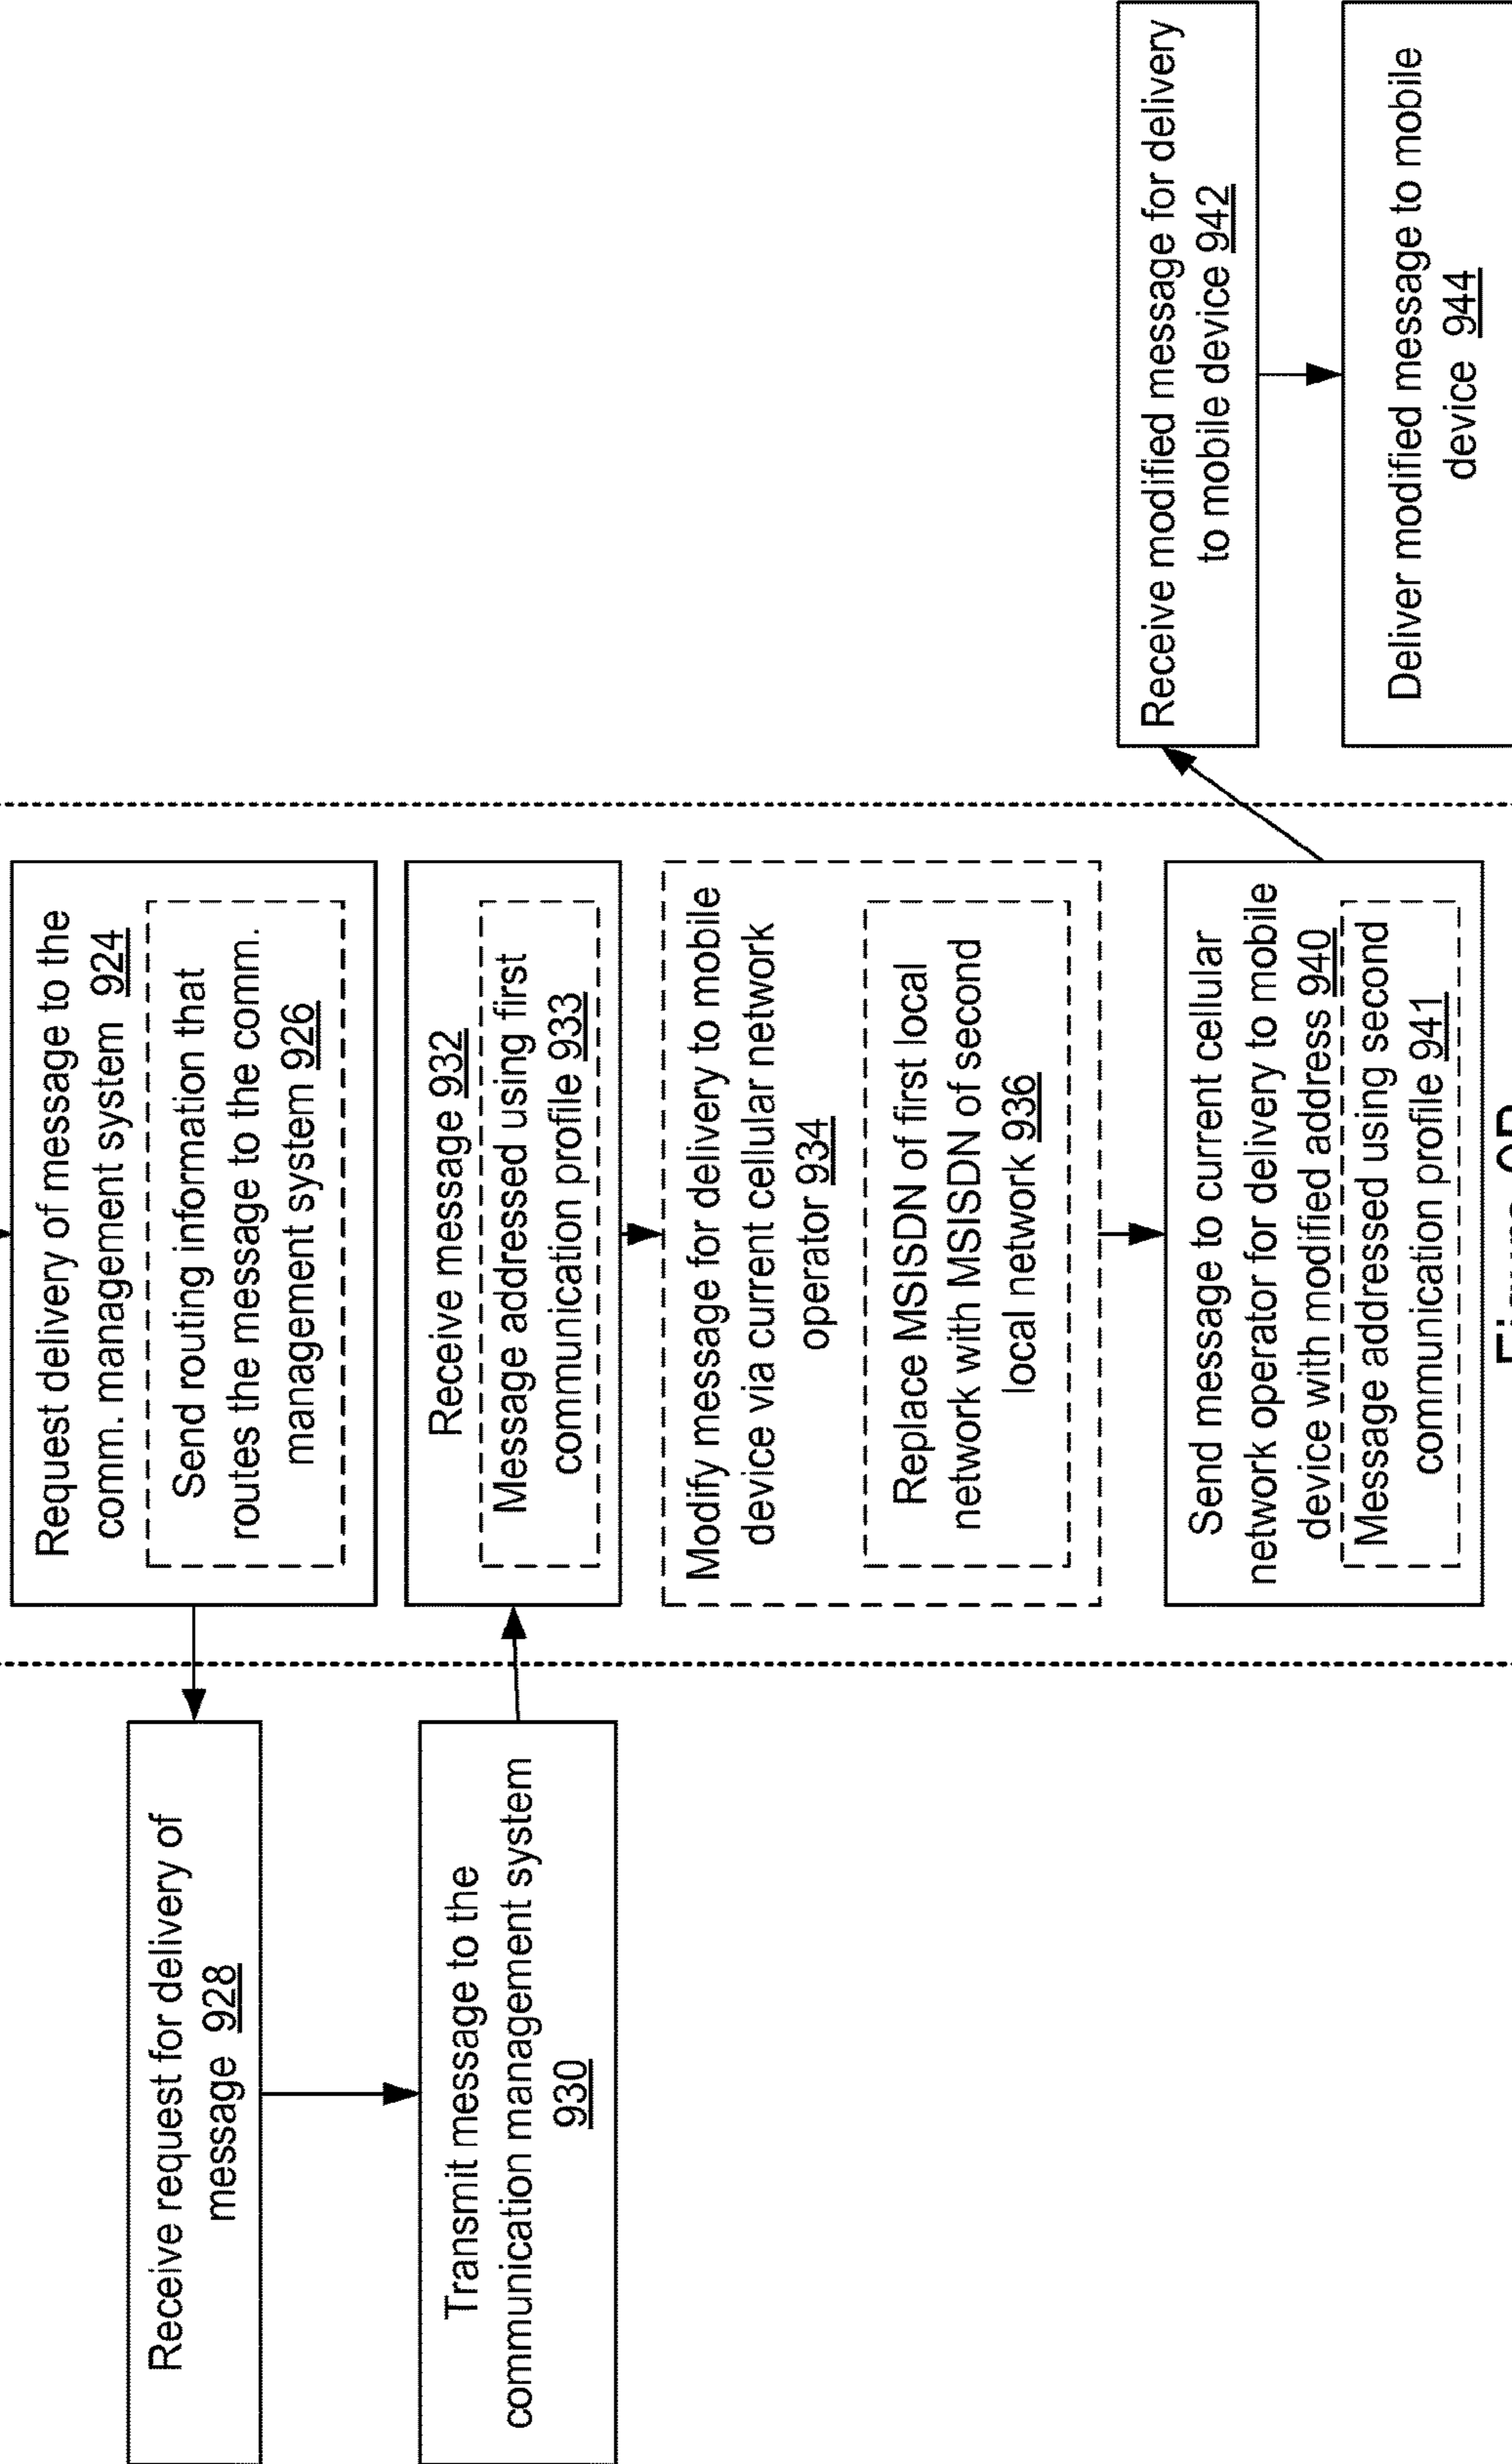 Request delivery of message to the
comm. management system 924
Send routing information that
routes the message to the comm.
management system 926
Receive request for delivery of
message 928
Transmit message to the
communication management system
930
Receive message 932
Message addressed using first
communication profile 933
Modify message for delivery to mobile
device via current cellular network
operator 934
Replace MSISDN of first local
network with MSISDN of second
local network 936
Send message to current cellular
network operator for delivery to mobile
device with modified address 940
Message addressed using second
communication profile 941
Receive modified message for delivery
to mobile device 942
Deliver modified message to mobile
device 944